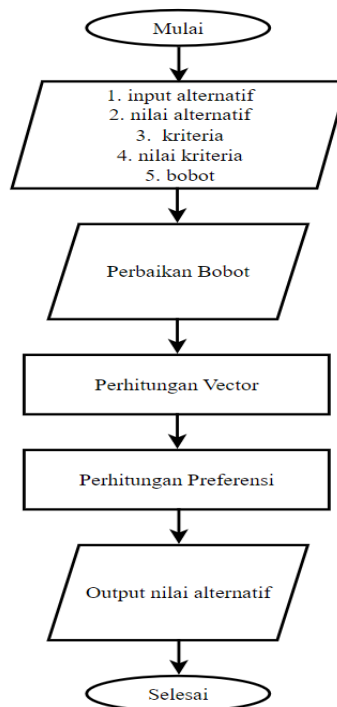 Mulai
1. input alternatif
2. nilai alternatif
3. kriteria
4. nilai kriteria
5. bobot
Perbaikan Bobot
Perhitungan Vector
Perhitungan Preferensi
Output nilai alternatif
Selesai